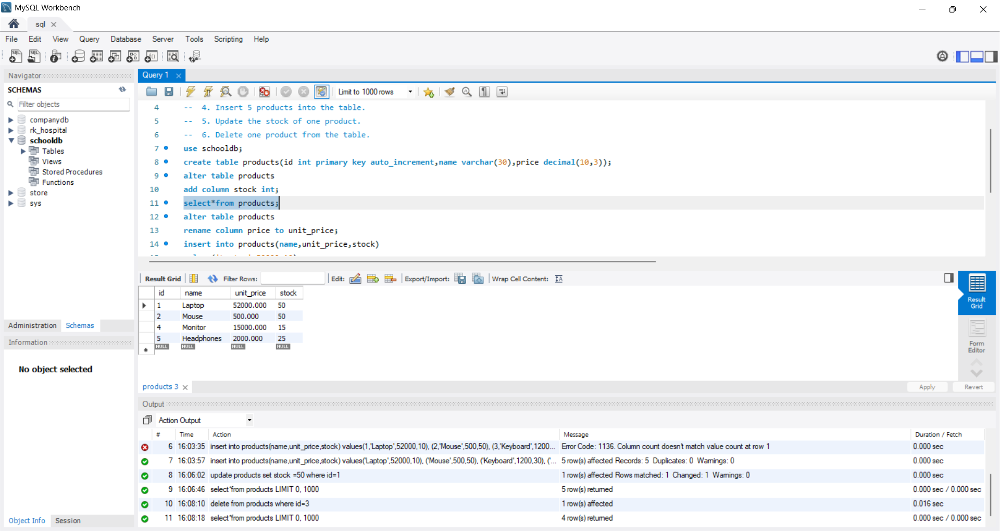 MySQL Workbench
sql
File Edit View Query Database Server Tools Scripting Help
Navigator
SCHEMAS
Filter objects
companydb
rk_hospital
schooldb
Tables
Views
Stored Procedures
Functions
store
sys
Administration Schemas
Information
No object selected
Object Info Session
Query 1
Limit to 1000 rows
4 -- 4. Insert 5 products into the table.
5 -- 5. Update the stock of one product.
6 -- 6. Delete one product from the table.
7 use schooldb;
8 create table products(id int primary key auto_increment,name varchar(30),price decimal(10,3));
9 alter table products
10 add column stock int;
11 select*from products;
12 alter table products
13 rename column price to unit_price;
14 insert into products(name,unit_price,stock)
Result Grid Filter Rows: Edit: Export/Import: Wrap Cell Content:
id name unit_price stock
1 Laptop 52000.000 50
2 Mouse 500.000 50
4 Monitor 15000.000 15
5 Headphones 2000.000 25
NULL NULL NULL NULL
Result
Grid
Form
Editor
products 3
Apply Revert
Output
Action Output
# Time Action Message Duration / Fetch
6 16:03:35 insert into products(name,unit_price,stock) values(1,'Laptop',52000,10), (2,'Mouse',500,50), (3,'Keyboard',1200... Error Code: 1136. Column count doesn't match value count at row 1 0.000 sec
7 16:03:57 insert into products(name,unit_price,stock) values('Laptop',52000,10), ('Mouse',500,50), ('Keyboard',1200,30), ('... 5 row(s) affected Records: 5 Duplicates: 0 Warnings: 0 0.000 sec
8 16:06:02 update products set stock =50 where id=1 1 row(s) affected Rows matched: 1 Changed: 1 Warnings: 0 0.000 sec
9 16:06:46 select*from products LIMIT 0, 1000 5 row(s) returned 0.000 sec / 0.000 sec
10 16:08:10 delete from products where id=3 1 row(s) affected 0.016 sec
11 16:08:18 select*from products LIMIT 0, 1000 4 row(s) returned 0.000 sec / 0.000 sec